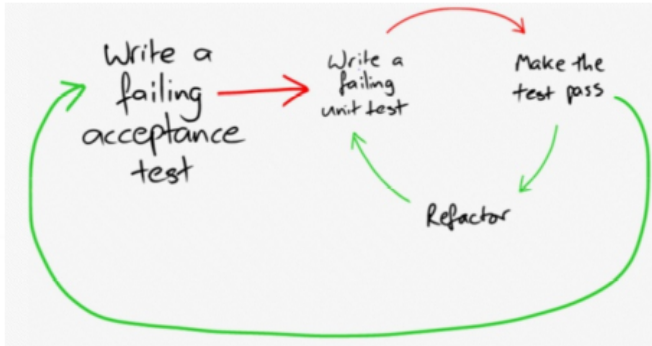 Write a
failing
acceptance
test
Write a
failing
unit test
Make the
test pass
Refactor